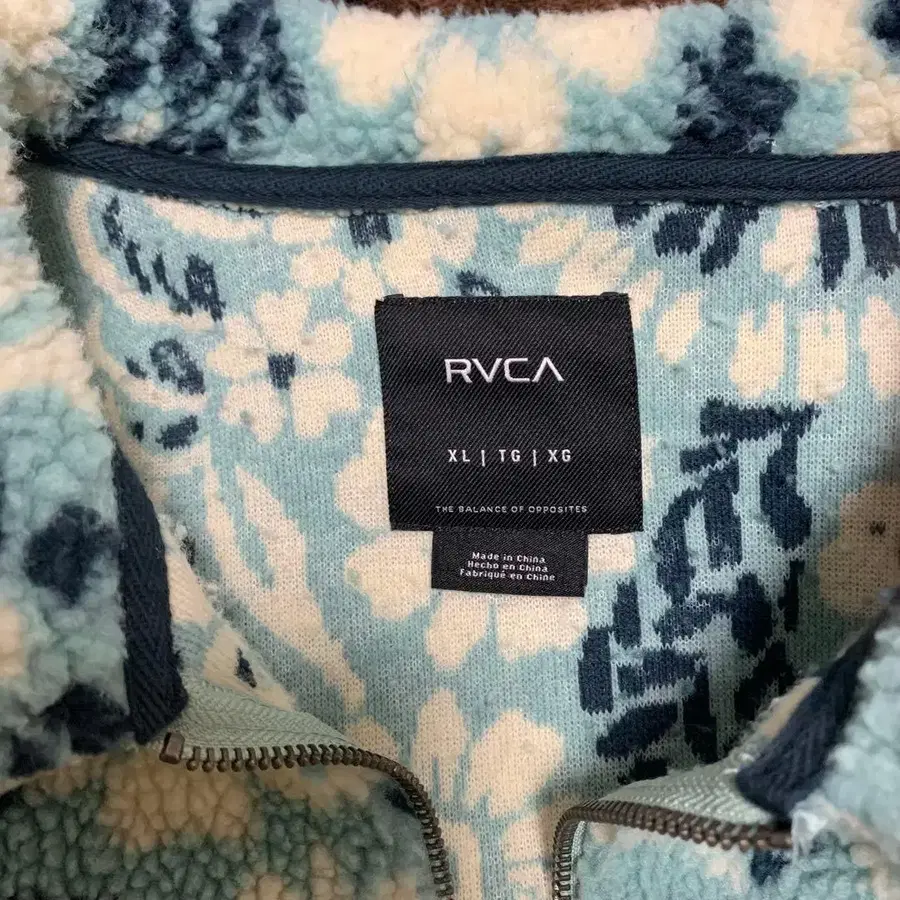 RVCA
XL | TG | XG
THE BALANCE OF OPPOSITES
Made in China
Hecho en China
Fabriqué en Chine